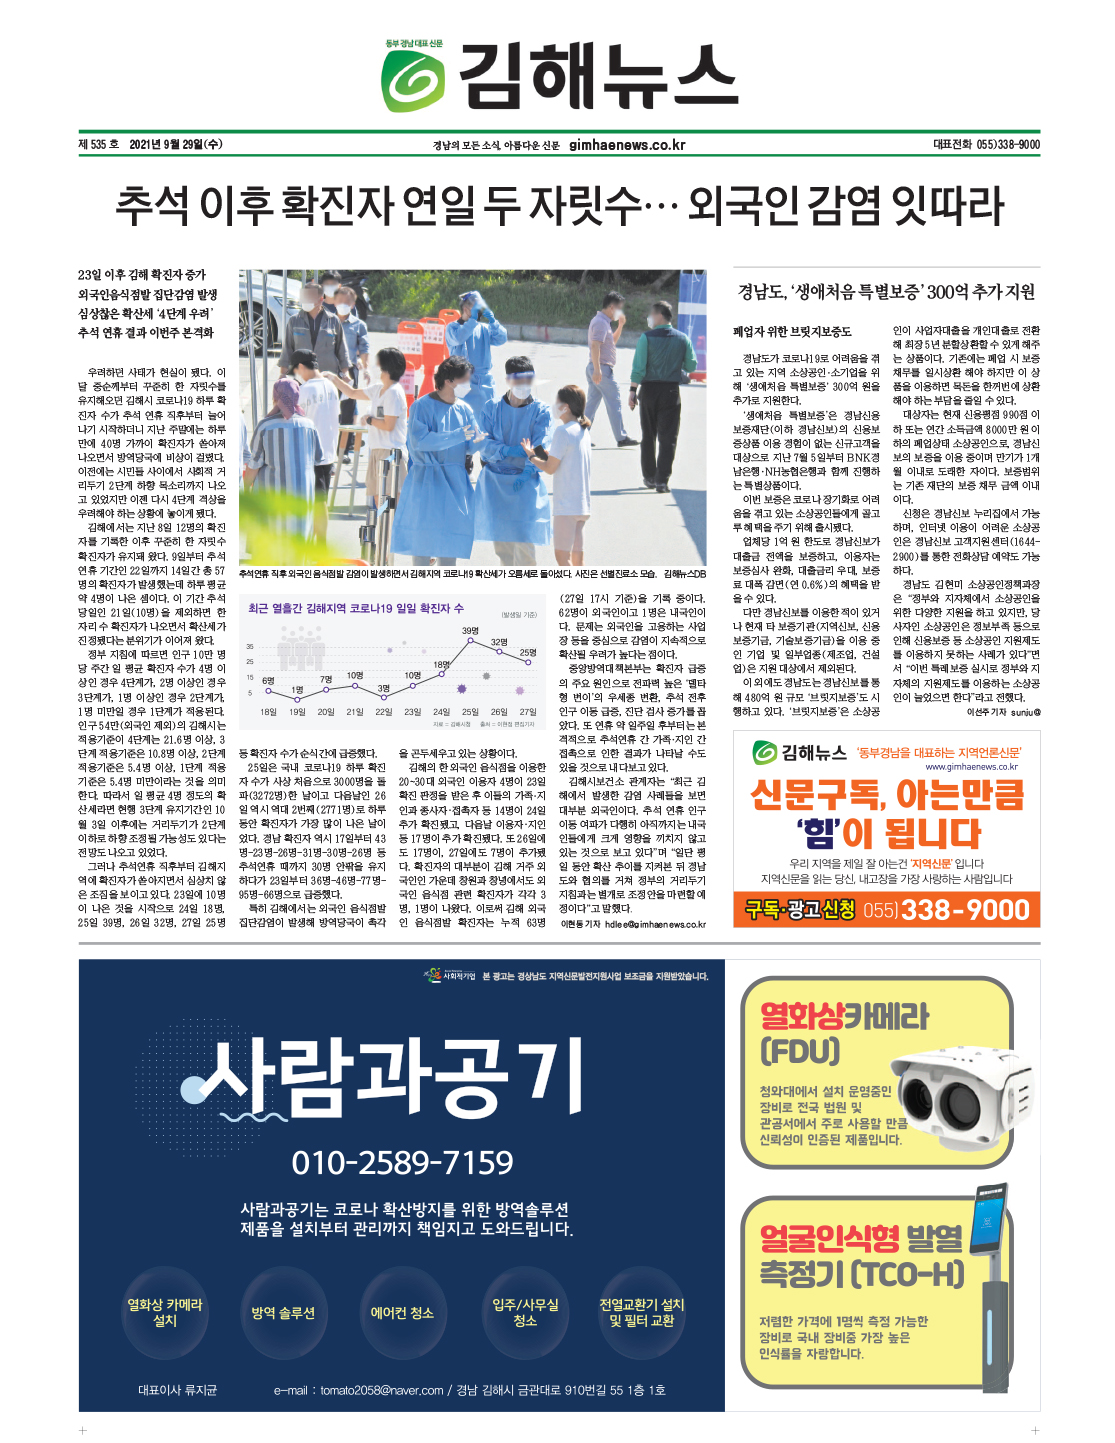 동부 경남 대표 신문
김해뉴스
제 535 호 2021년 9월 29일(수)
경남의 모든 소식, 아름다운 신문 gimhaenews.co.kr
대표전화 055)338-9000
추석 이후 확진자 연일 두 자릿수… 외국인 감염 잇따라
23일 이후 김해 확진자 증가
외국인음식점발 집단감염 발생
심상찮은 확산세 ‘4단계 우려’
추석 연휴 결과 이번주 본격화
우려하던 사태가 현실이 됐다. 이
달 중순께부터 꾸준히 한 자릿수를
유지해오던 김해시 코로나19 하루 확
진자 수가 추석 연휴 직후부터 늘어
나기 시작하더니 지난 주말에는 하루
만에 40명 가까이 확진자가 쏟아져
나오면서 방역당국에 비상이 걸렸다.
이전에는 시민들 사이에서 사회적 거
리두기 2단계 하향 목소리까지 나오
고 있었지만 이젠 다시 4단계 격상을
우려해야 하는 상황에 놓이게 됐다.
김해에서는 지난 8일 12명의 확진
자를 기록한 이후 꾸준히 한 자릿수
확진자가 유지돼 왔다. 9일부터 추석
연휴 기간인 22일까지 14일간 총 57
명의 확진자가 발생했는데 하루 평균
약 4명이 나온 셈이다. 이 기간 추석
당일인 21일(10명)을 제외하면 한
자리 수 확진자가 나오면서 확산세가
진정됐다는 분위기가 이어져 왔다.
정부 지침에 따르면 인구 10만 명
당 주간 일 평균 확진자 수가 4명 이
상인 경우 4단계가, 2명 이상인 경우
3단계가, 1명 이상인 경우 2단계가,
1명 미만일 경우 1단계가 적용된다.
인구 54만(외국인 제외)의 김해시는
적용기준이 4단계는 21.6명 이상, 3
단계 적용기준은 10.8명 이상, 2단계
적용기준은 5.4명 이상, 1단계 적용
기준은 5.4명 미만이라는 것을 의미
한다. 따라서 일 평균 4명 정도의 확
산세라면 현행 3단계 유지기간인 10
월 3일 이후에는 거리두기가 2단계
이하로 하향 조정될 가능성도 있다는
전망도 나오고 있었다.
그러나 추석연휴 직후부터 김해지
역에 확진자가 쏟아지면서 심상치 않
은 조짐을 보이고 있다. 23일에 10명
이 나온 것을 시작으로 24일 18명,
25일 39명, 26일 32명, 27일 25명
추석연휴 직후 외국인 음식점발 감염이 발생하면서 김해지역 코로나19 확산세가 오름세로 돌아섰다. 사진은 선별진료소 모습. 김해뉴스DB
최근 열흘간 김해지역 코로나19 일일 확진자 수
(발생일 기준)
35
25
15
5
6명
1명
7명
10명
3명
10명
18명
39명
32명
25명
18일 19일 20일 21일 22일 23일 24일 25일 26일 27일
자료 = 김해시청 출처 = 이현정 편집기자
등 확진자 수가 순식간에 급증했다.
25일은 국내 코로나19 하루 확진
자 수가 사상 처음으로 3000명을 돌
파(3272명)한 날이고 다음날인 26
일 역시 역대 2번째(2771명)로 하루
동안 확진자가 가장 많이 나온 날이
었다. 경남 확진자 역시 17일부터 43
명-23명-26명-31명-30명-26명 등
추석연휴 때까지 30명 안팎을 유지
하다가 23일부터 36명-46명-77명-
95명-66명으로 급증했다.
특히 김해에서는 외국인 음식점발
집단감염이 발생해 방역당국이 촉각
을 곤두세우고 있는 상황이다.
김해의 한 외국인 음식점을 이용한
20~30대 외국인 이용자 4명이 23일
확진 판정을 받은 후 이들의 가족·지
인과 종사자·접촉자 등 14명이 24일
추가 확진됐고, 다음날 이용자·지인
등 17명이 추가 확진됐다. 또 26일에
도 17명이, 27일에도 7명이 추가됐
다. 확진자의 대부분이 김해 거주 외
국인인 가운데 창원과 창녕에서도 외
국인 음식점 관련 확진자가 각각 3
명, 1명이 나왔다. 이로써 김해 외국
인 음식점발 확진자는 누적 63명
(27일 17시 기준)을 기록 중이다.
62명이 외국인이고 1명은 내국인이
다. 문제는 외국인을 고용하는 사업
장 등을 중심으로 감염이 지속적으로
확산될 우려가 높다는 점이다.
중앙방역대책본부는 확진자 급증
의 주요 원인으로 전파력 높은 ‘델타
형 변이’의 우세종 변환, 추석 전후
인구 이동 급증, 진단 검사 증가를 꼽
았다. 또 연휴 약 일주일 후부터는 본
격적으로 추석연휴 간 가족·지인 간
접촉으로 인한 결과가 나타날 수도
있을 것으로 내다보고 있다.
김해시보건소 관계자는 “최근 김
해에서 발생한 감염 사례들을 보면
대부분 외국인이다. 추석 연휴 인구
이동 여파가 다행히 아직까지는 내국
인들에게 크게 영향을 끼치지 않고
있는 것으로 보고 있다”며 “일단 평
일 동안 확산 추이를 지켜본 뒤 경남
도와 협의를 거쳐 정부의 거리두기
지침과는 별개로 조정안을 마련할 예
정이다”고 말했다.
이현동 기자 hdlee@gimhaenews.co.kr
경남도, ‘생애처음 특별보증’ 300억 추가 지원
폐업자 위한 브릿지보증도
경남도가 코로나19로 어려움을 겪
고 있는 지역 소상공인·소기업을 위
해 ‘생애처음 특별보증’ 300억 원을
추가로 지원한다.
‘생애처음 특별보증’은 경남신용
보증재단(이하 경남신보)의 신용보
증상품 이용 경험이 없는 신규고객을
대상으로 지난 7월 5일부터 BNK경
남은행·NH농협은행과 함께 진행하
는 특별상품이다.
이번 보증은 코로나 장기화로 어려
움을 겪고 있는 소상공인들에게 골고
루 혜택을 주기 위해 출시됐다.
업체당 1억 원 한도로 경남신보가
대출금 전액을 보증하고, 이용자는
보증심사 완화, 대출금리 우대, 보증
료 대폭 감면(연 0.6%)의 혜택을 받
을 수 있다.
다만 경남신보를 이용한 적이 있거
나 현재 타 보증기관(지역신보, 신용
보증기금, 기술보증기금)을 이용 중
인 기업 및 일부업종(제조업, 건설
업)은 지원 대상에서 제외된다.
이 외에도 경남도는 경남신보를 통
해 480억 원 규모 ‘브릿지보증’도 시
행하고 있다. ‘브릿지보증’은 소상공
인이 사업자대출을 개인대출로 전환
해 최장 5년 분할상환할 수 있게 해주
는 상품이다. 기존에는 폐업 시 보증
채무를 일시상환 해야 하지만 이 상
품을 이용하면 목돈을 한꺼번에 상환
해야 하는 부담을 줄일 수 있다.
대상자는 현재 신용평점 990점 이
하 또는 연간 소득금액 8000만 원 이
하의 폐업상태 소상공인으로, 경남신
보의 보증을 이용 중이며 만기가 1개
월 이내로 도래한 자이다. 보증범위
는 기존 재단의 보증 채무 금액 이내
이다.
신청은 경남신보 누리집에서 가능
하며, 인터넷 이용이 어려운 소상공
인은 경남신보 고객지원센터(1644-
2900)를 통한 전화상담 예약도 가능
하다.
경남도 김현미 소상공인정책과장
은 “정부와 지자체에서 소상공인을
위한 다양한 지원을 하고 있지만, 당
사자인 소상공인은 정보부족 등으로
인해 신용보증 등 소상공인 지원제도
를 이용하지 못하는 사례가 있다”면
서 “이번 특례보증 실시로 정부와 지
자체의 지원제도를 이용하는 소상공
인이 늘었으면 한다”라고 전했다.
이선주 기자 sunju@
김해뉴스 ‘동부경남을 대표하는 지역언론신문’
www.gimhaenews.co.kr
신문구독, 아는만큼
‘힘’이 됩니다
우리 지역을 제일 잘 아는건 ‘지역신문’입니다
지역신문을 읽는 당신, 내고장을 가장 사랑하는 사람입니다
구독·광고 신청 055)338-9000
사회적기업 본 광고는 경상남도 지역신문발전지원사업 보조금을 지원받았습니다.
사람과공기
010-2589-7159
사람과공기는 코로나 확산방지를 위한 방역솔루션
제품을 설치부터 관리까지 책임지고 도와드립니다.
열화상 카메라
설치
방역 솔루션
에어컨 청소
입주/사무실
청소
전열교환기 설치
및 필터 교환
대표이사 류지균
e-mail : tomato2058@naver.com / 경남 김해시 금관대로 910번길 55 1층 1호
열화상카메라
(FDU)
청와대에서 설치 운영중인
장비로 전국 법원 및
관공서에서 주로 사용할 만큼
신뢰성이 인증된 제품입니다.
얼굴인식형 발열
측정기 (TCO-H)
저렴한 가격에 1명씩 측정 가능한
장비로 국내 장비중 가장 높은
인식률을 자랑합니다.